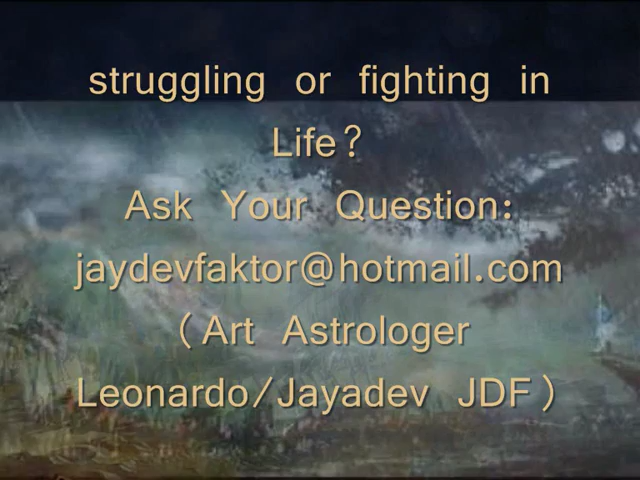 struggling or fighting in
Life?
Ask Your Question:
jaydevfaktor@hotmail.com
(Art Astrologer
Leonardo/Jayadev JDF)